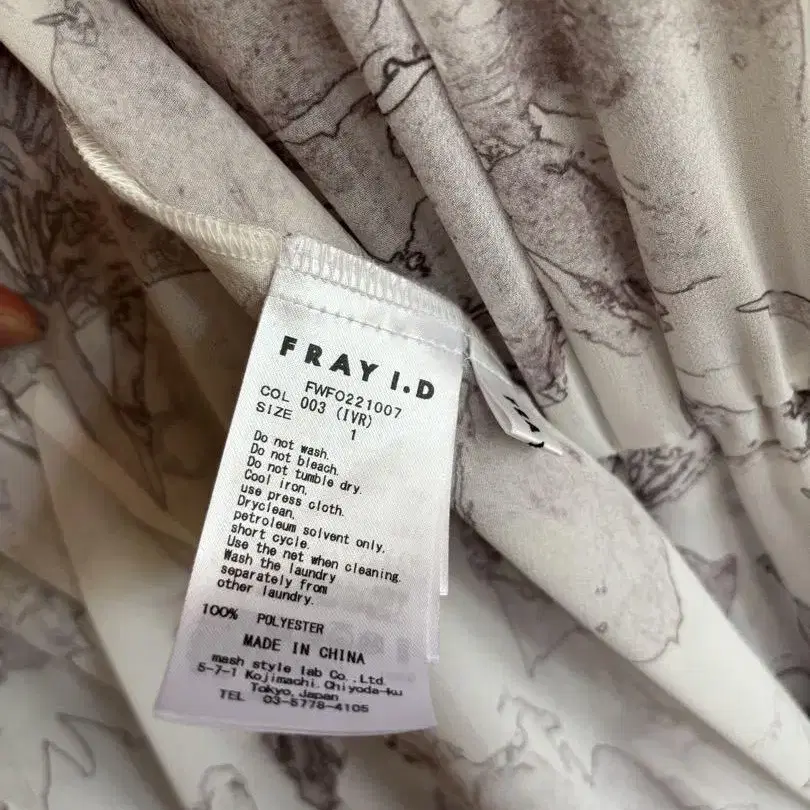 FRAY I.D
FWFO221007
COL 003 (IVR)
SIZE 1
Do not wash.
Do not bleach.
Do not tumble dry.
Cool iron.
use press cloth.
Dryclean.
petroleum solvent only.
short cycle.
Use the net when cleaning.
Wash the laundry
separately from
other laundry.
100% POLYESTER
MADE IN CHINA
mash style lab Co.,Ltd.
5-7-1 Kojimachi,Chiyoda-ku
Tokyo,Japan
TEL 03-5778-4105